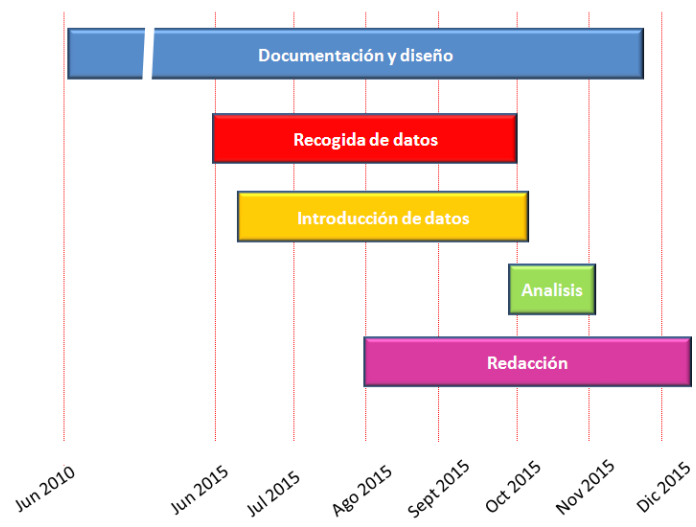 Documentación y diseño
Recogida de datos
Introducción de datos
Analisis
Redacción
Jun 2010
Jun 2015
Jul 2015
Ago 2015
Sept 2015
Oct 2015
Nov 2015
Dic 2015